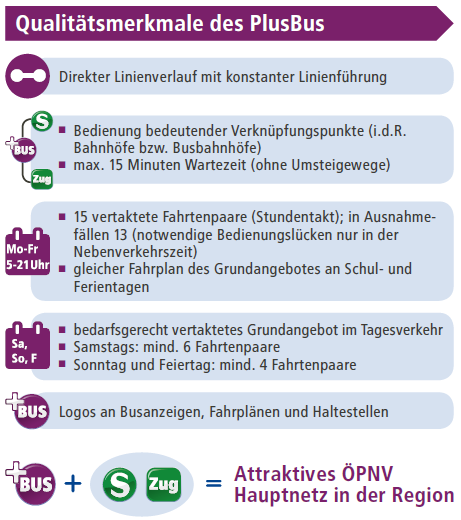 Qualitätsmerkmale des PlusBus
Direkter Linienverlauf mit konstanter Linienführung
S
+BUS
Zug
Bedienung bedeutender Verknüpfungspunkte (i.d.R.
Bahnhöfe bzw. Busbahnhöfe)
max. 15 Minuten Wartezeit (ohne Umsteigewege)
Mo-Fr
5-21Uhr
15 vertaktete Fahrtenpaare (Stundentakt); in Ausnahme-
fällen 13 (notwendige Bedienungslücken nur in der
Nebenverkehrszeit)
gleicher Fahrplan des Grundangebotes an Schul- und
Ferientagen
Sa,
So, F
bedarfsgerecht vertaktetes Grundangebot im Tagesverkehr
Samstags: mind. 6 Fahrtenpaare
Sonntag und Feiertag: mind. 4 Fahrtenpaare
+BUS
Logos an Busanzeigen, Fahrplänen und Haltestellen
+BUS + S Zug = Attraktives ÖPNV
Hauptnetz in der Region